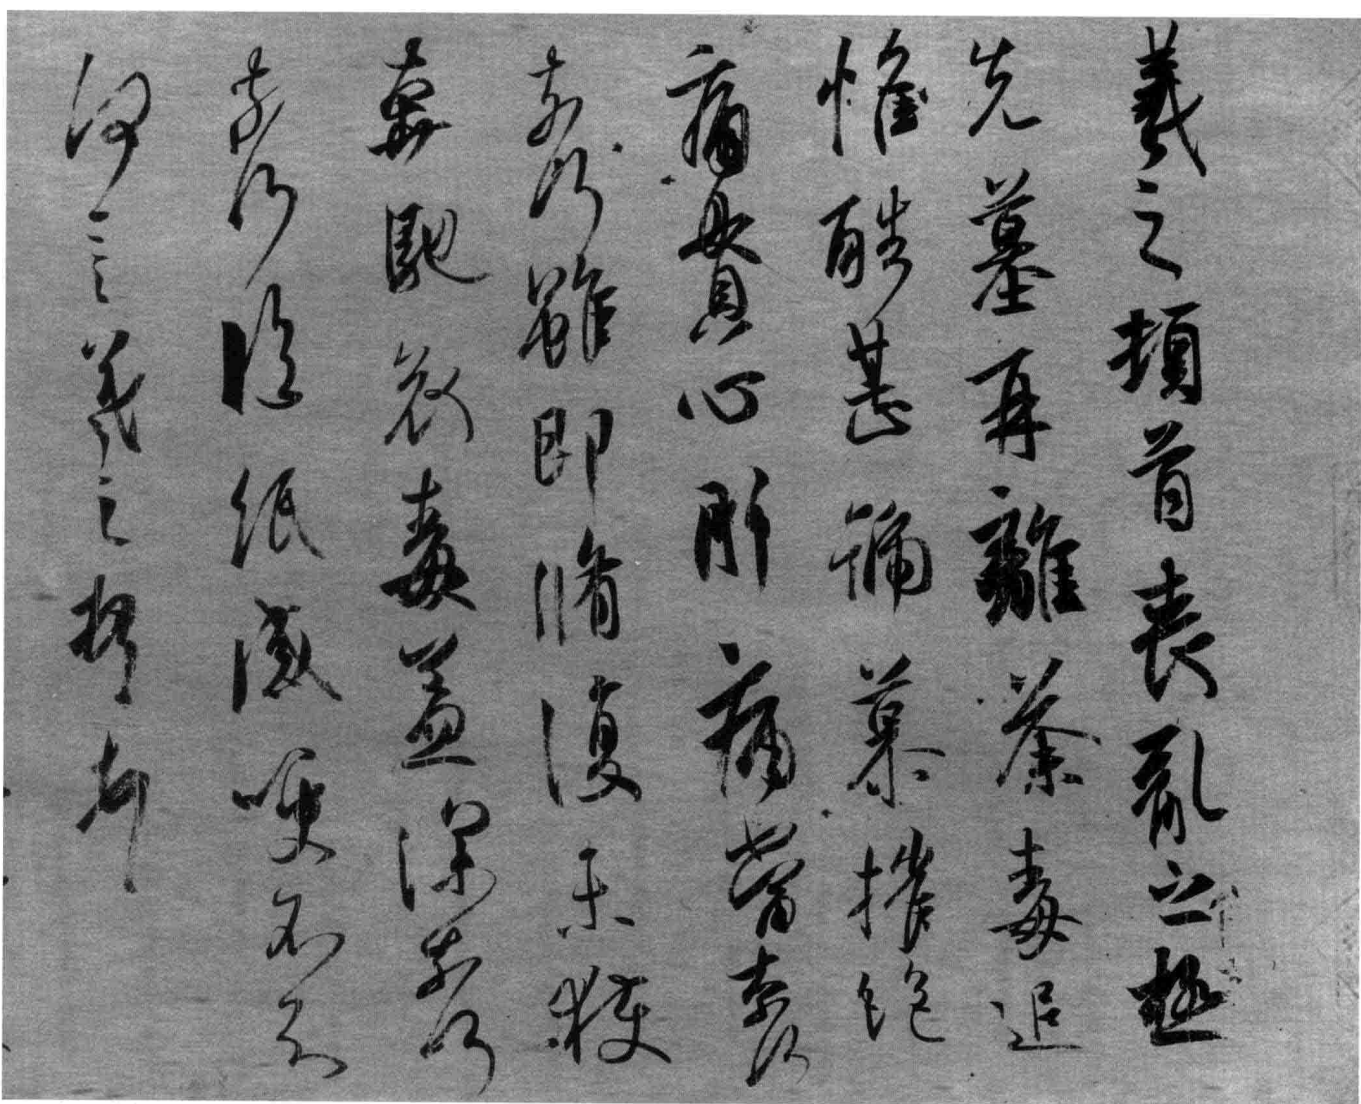 羲之頓首喪亂之極
先墓再離荼毒追
惟酷甚號慕摧絶
痛貫心肝痛當奈何
奈何雖即脩復未獲
奔馳哀毒益深奈何
奈何臨紙感哽不知
何言羲之頓首